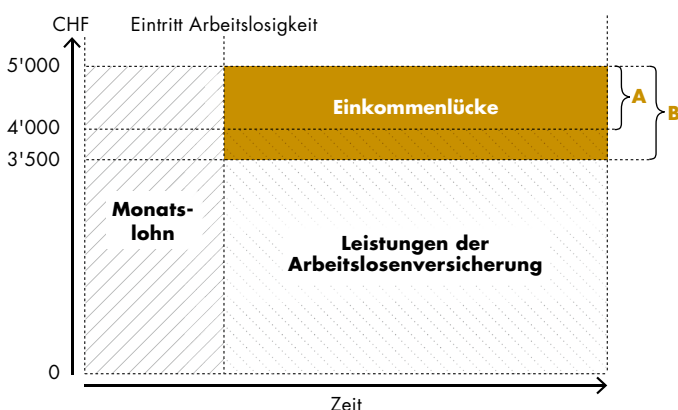 CHF
Eintritt Arbeitslosigkeit
5'000
A
Einkommenlücke
B
4'000
3'500
Monats-
lohn
Leistungen der
Arbeitslosenversicherung
0
Zeit